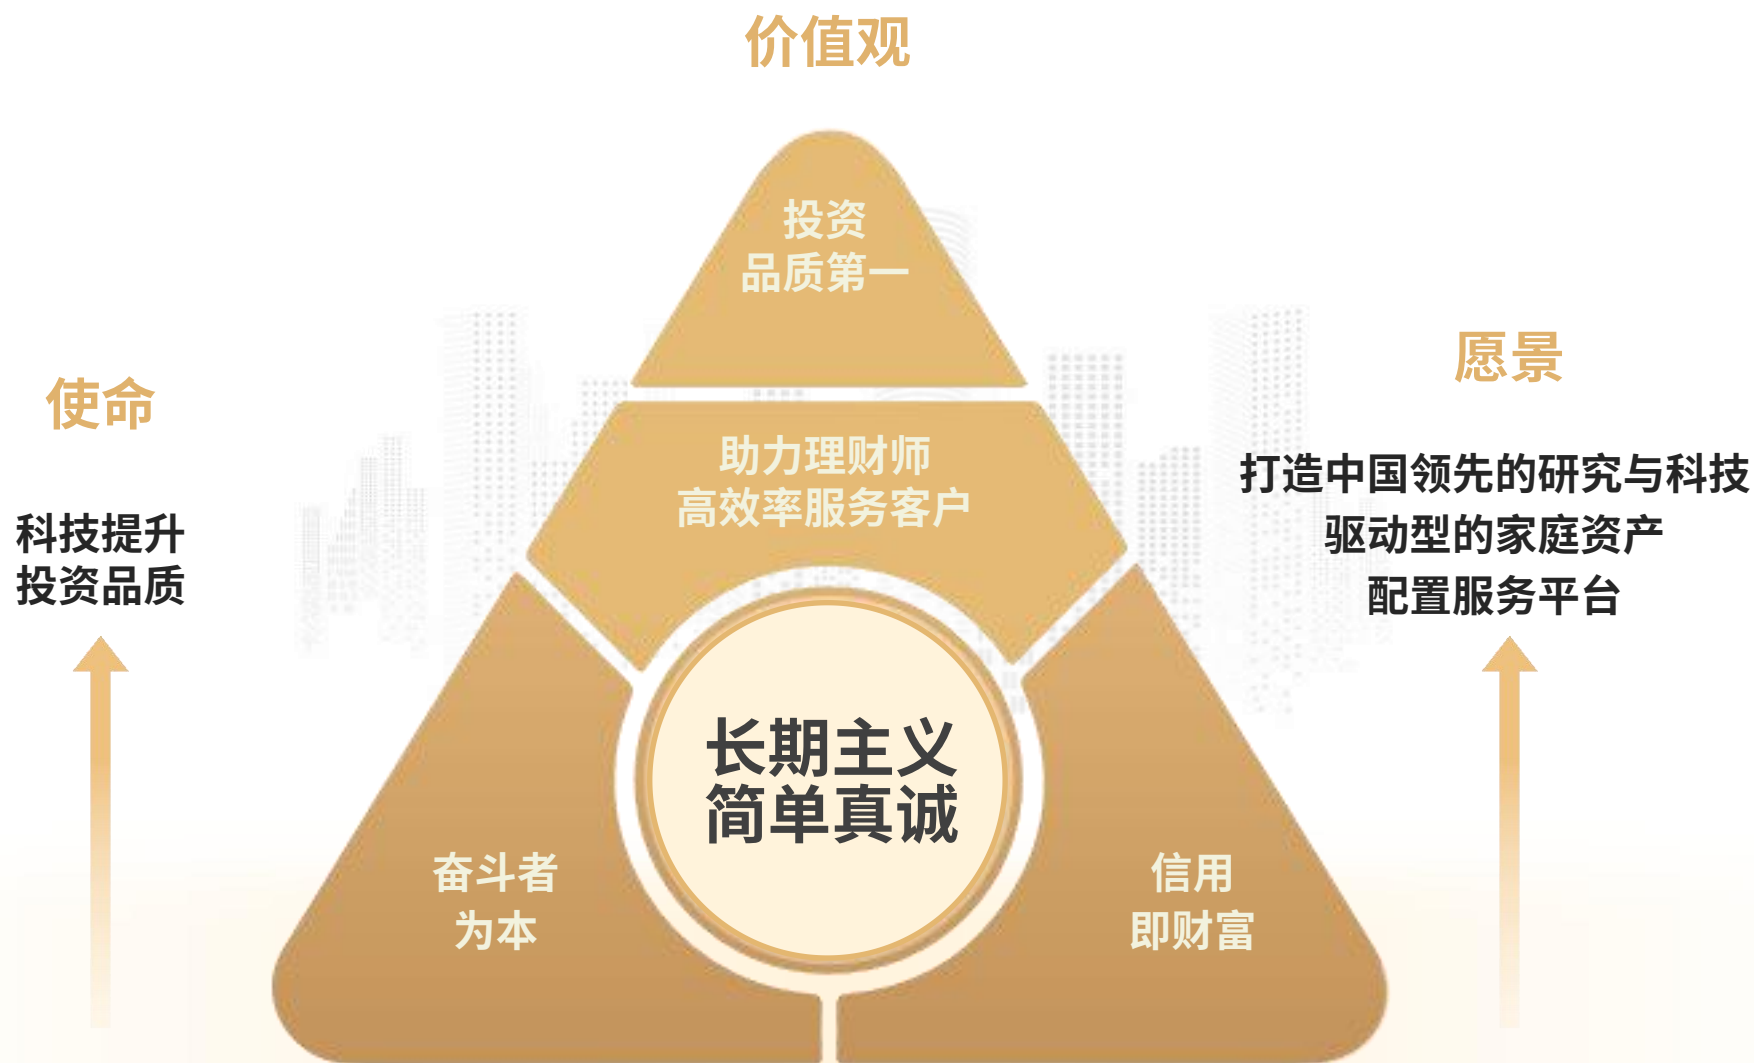 价值观
投资
品质第一
助力理财师
高效率服务客户
长期主义
简单真诚
奋斗者
为本
信用
即财富
使命
科技提升
投资品质
愿景
打造中国领先的研究与科技
驱动型的家庭资产
配置服务平台